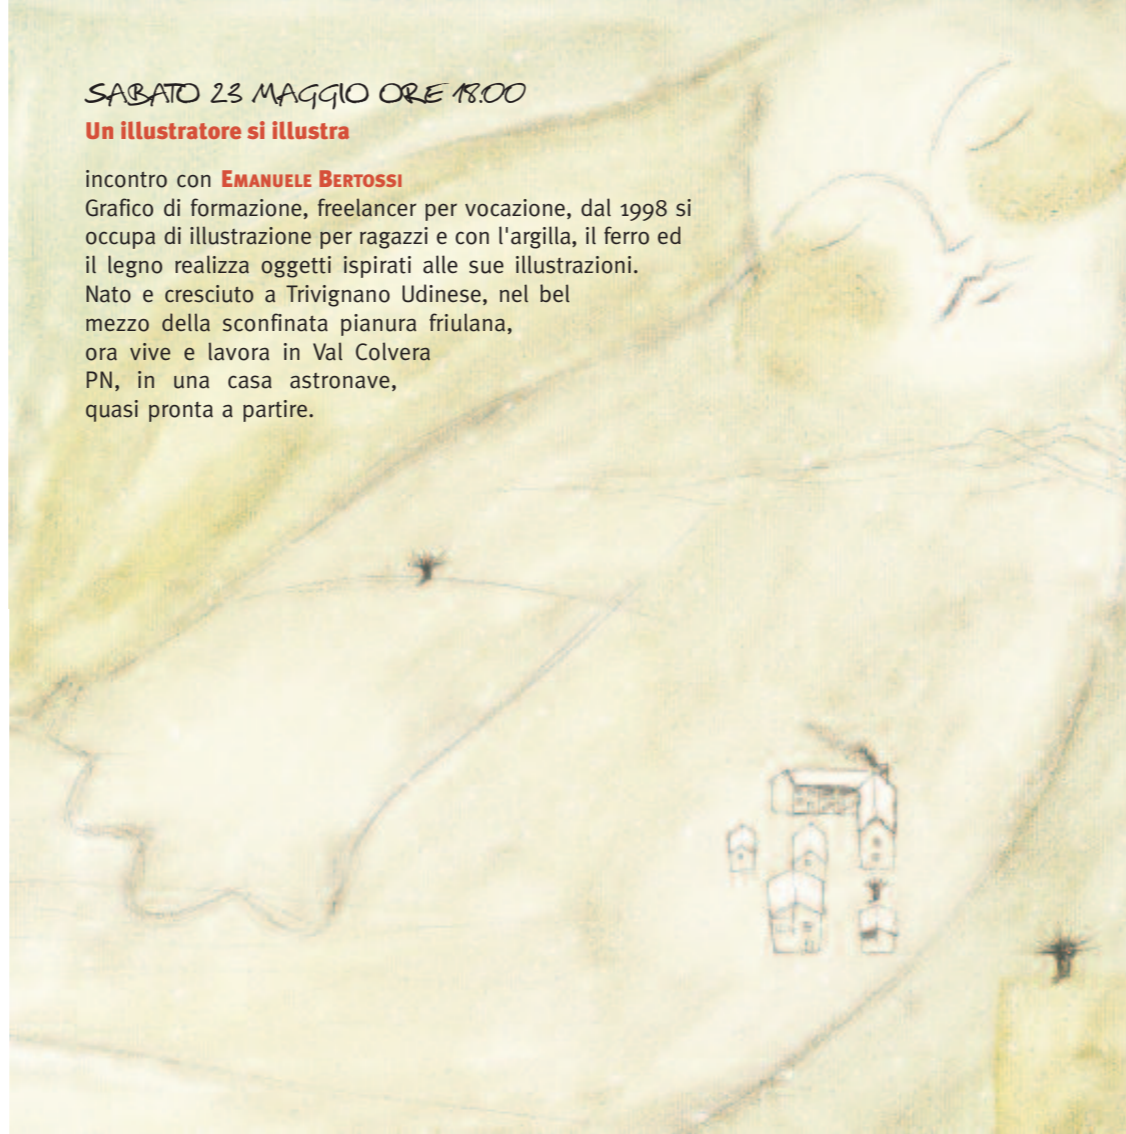 SABATO 23 MAGGIO ORE 18.00
Un illustratore si illustra
incontro con EMANUELE BERTOSSI
Grafico di formazione, freelancer per vocazione, dal 1998 si
occupa di illustrazione per ragazzi e con l'argilla, il ferro ed
il legno realizza oggetti ispirati alle sue illustrazioni.
Nato e cresciuto a Trivignano Udinese, nel bel
mezzo della sconfinata pianura friulana,
ora vive e lavora in Val Colvera
PN, in una casa astronave,
quasi pronta a partire.